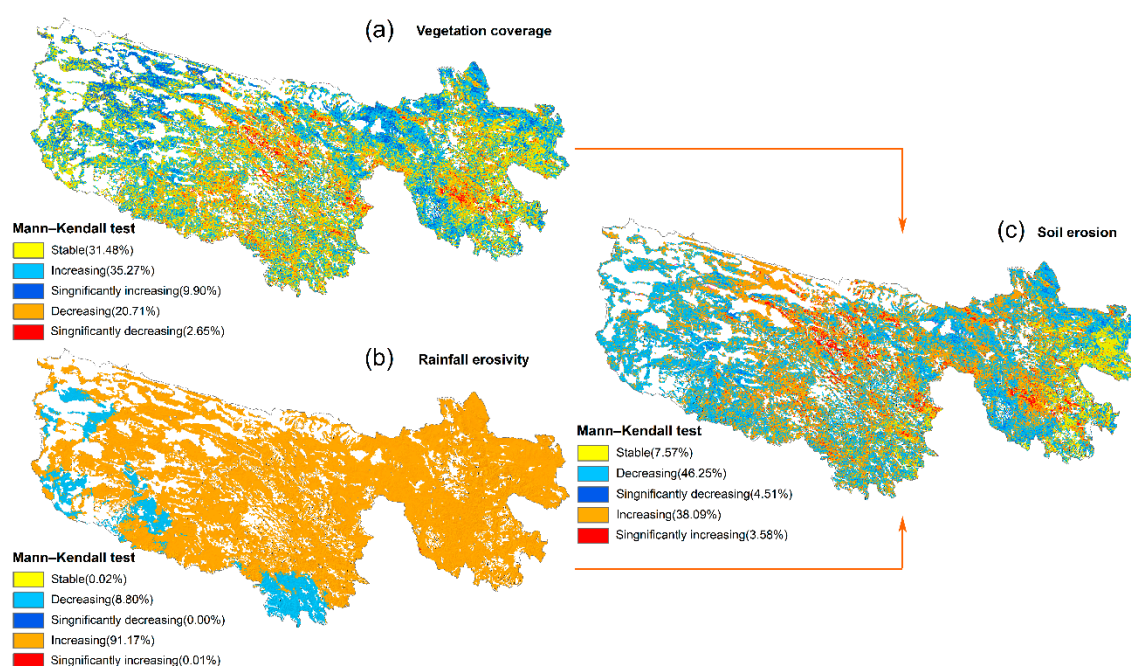 (a) Vegetation coverage
Mann–Kendall test
Stable(31.48%)
Increasing(35.27%)
Singnificantly increasing(9.90%)
Decreasing(20.71%)
Singnificantly decreasing(2.65%)
(b) Rainfall erosivity
Mann–Kendall test
Stable(0.02%)
Decreasing(8.80%)
Singnificantly decreasing(0.00%)
Increasing(91.17%)
Singnificantly increasing(0.01%)
(c) Soil erosion
Mann–Kendall test
Stable(7.57%)
Decreasing(46.25%)
Singnificantly decreasing(4.51%)
Increasing(38.09%)
Singnificantly increasing(3.58%)